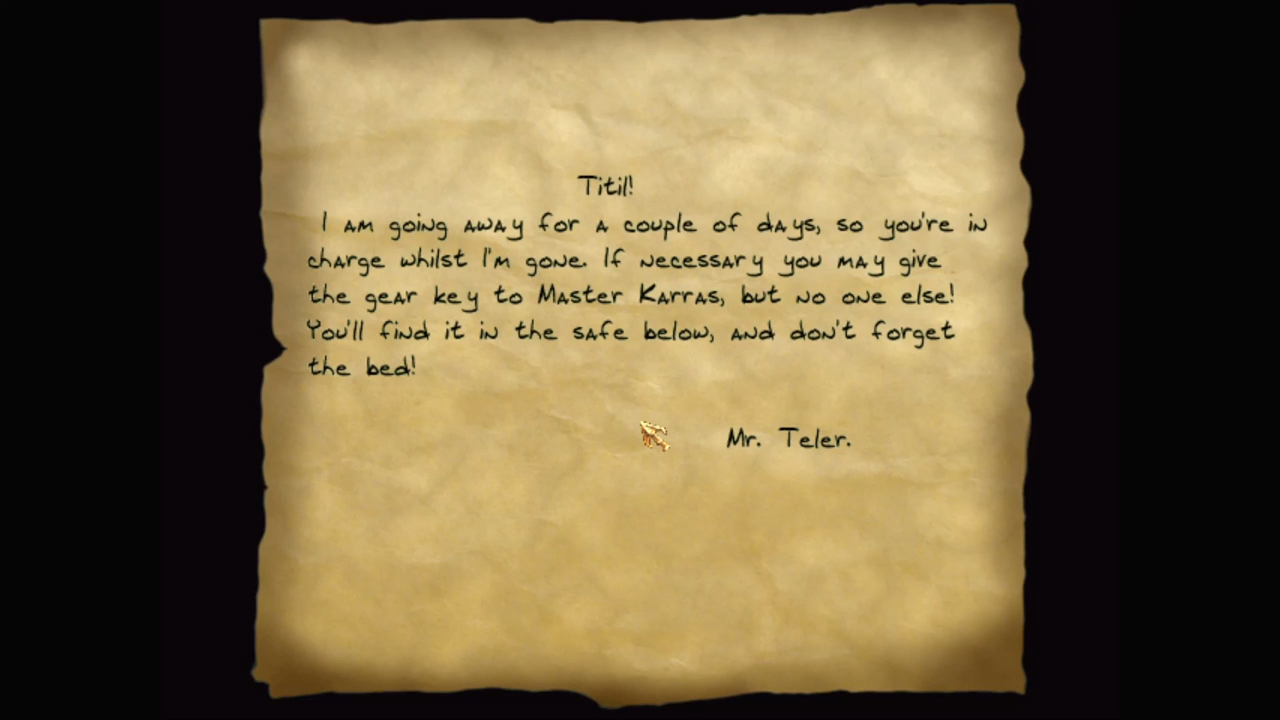 Titil!
I am going away for a couple of days, so you're in
charge whilst I'm gone. If necessary you may give
the gear key to Master Karras, but no one else!
You'll find it in the safe below, and don't forget
the bed!
Mr. Teler.